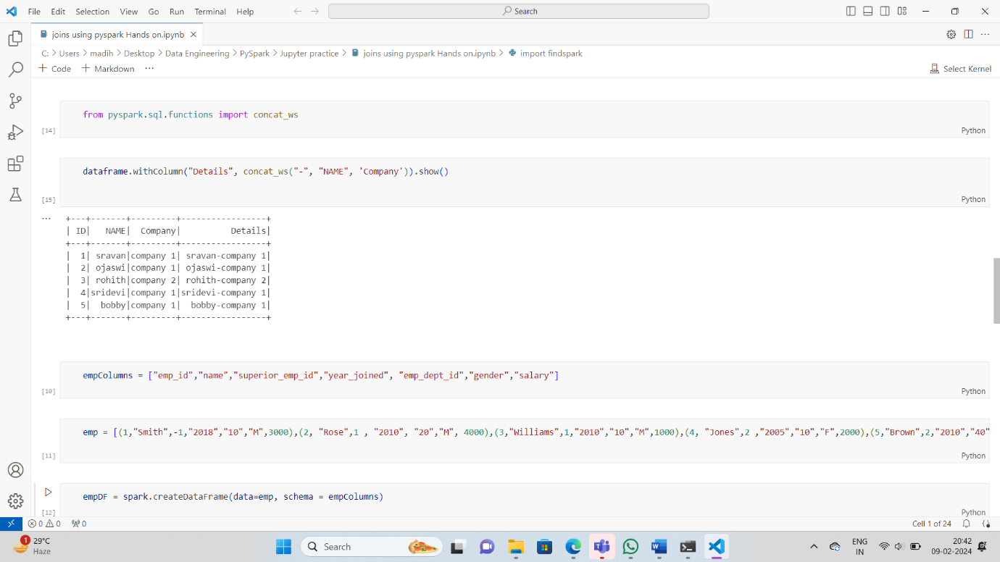 File Edit Selection View Go Run Terminal Help
Search
joins using pyspark Hands on.ipynb
C: > Users > madih > Desktop > Data Engineering > PySpark > Jupyter practice > joins using pyspark Hands on.ipynb > import findspark
+ Code + Markdown ... Select Kernel
from pyspark.sql.functions import concat_ws
[14] Python
dataframe.withColumn("Details", concat_ws("-", "NAME", 'Company')).show()
[15] Python
... +---+-------+---------+-----------------+
| ID|   NAME|  Company|          Details|
+---+-------+---------+-----------------+
|  1| sravan|company 1| sravan-company 1|
|  2| ojaswi|company 1| ojaswi-company 1|
|  3| rohith|company 2| rohith-company 2|
|  4|sridevi|company 1|sridevi-company 1|
|  5|  bobby|company 1|  bobby-company 1|
+---+-------+---------+-----------------+
empColumns = ["emp_id","name","superior_emp_id","year_joined", "emp_dept_id","gender","salary"]
[10] Python
emp = [(1,"Smith",-1,"2018","10","M",3000),(2, "Rose",1 , "2010", "20","M", 4000),(3,"Williams",1,"2010","10","M",1000),(4, "Jones",2 ,"2005","10","F",2000),(5,"Brown",2,"2010","40"
[11] Python
empDF = spark.createDataFrame(data=emp, schema = empColumns)
[12] Python
0 0 0 Cell 1 of 24
1 29°C
Haze
Search
ENG
IN
20:42
09-02-2024